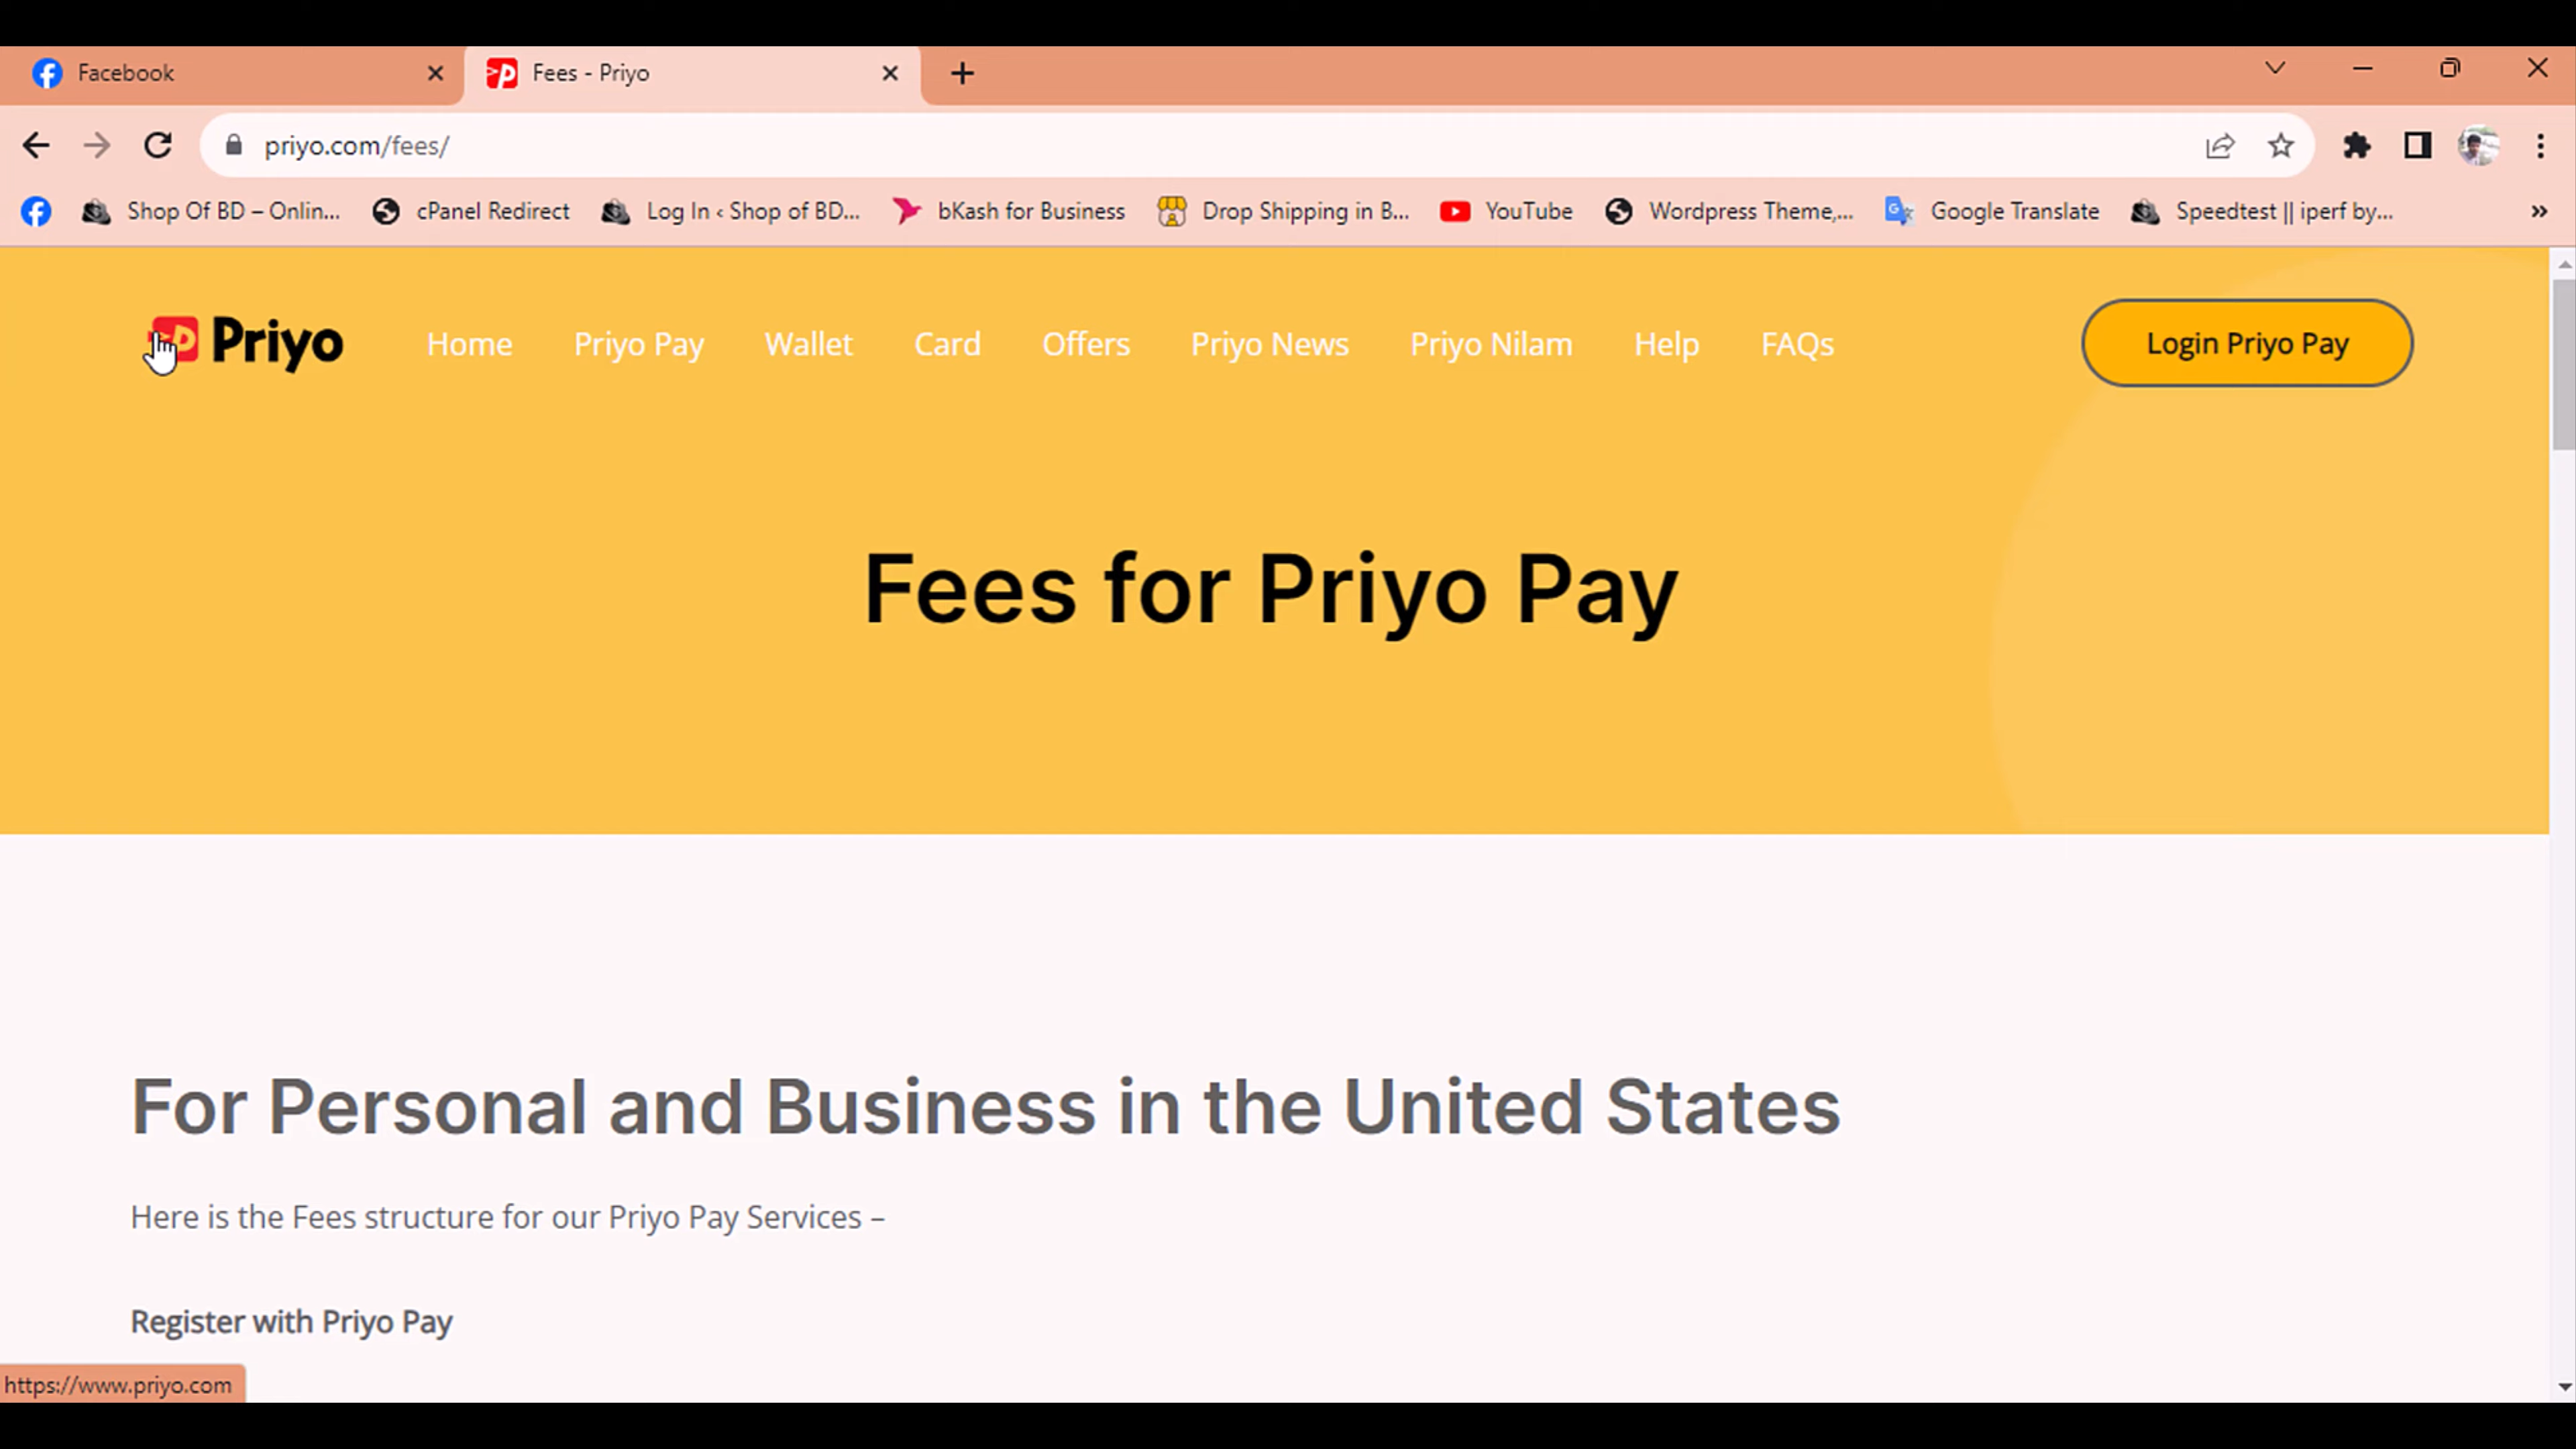 Facebook
Fees - Priyo
priyo.com/fees/
Shop Of BD – Onlin... cPanel Redirect Log In ‹ Shop of BD... bKash for Business Drop Shipping in B... YouTube Wordpress Theme,... Google Translate Speedtest || iperf by... »
Priyo Home Priyo Pay Wallet Card Offers Priyo News Priyo Nilam Help FAQs Login Priyo Pay
Fees for Priyo Pay
For Personal and Business in the United States
Here is the Fees structure for our Priyo Pay Services –
Register with Priyo Pay
https://www.priyo.com